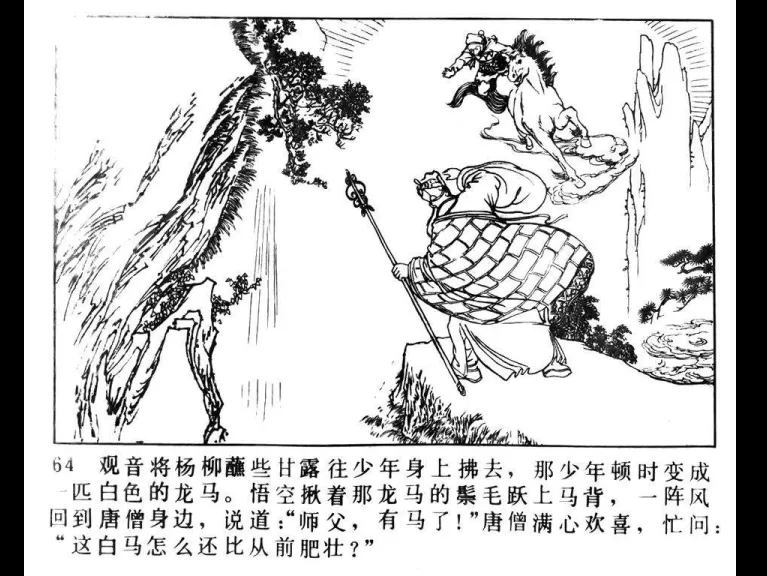 64 观音将杨柳蘸些甘露往少年身上拂去，那少年顿时变成
一匹白色的龙马。悟空揪着那龙马的鬃毛跃上马背，一阵风
回到唐僧身边，说道：“师父，有马了！”唐僧满心欢喜，忙问：
“这白马怎么还比从前肥壮？”